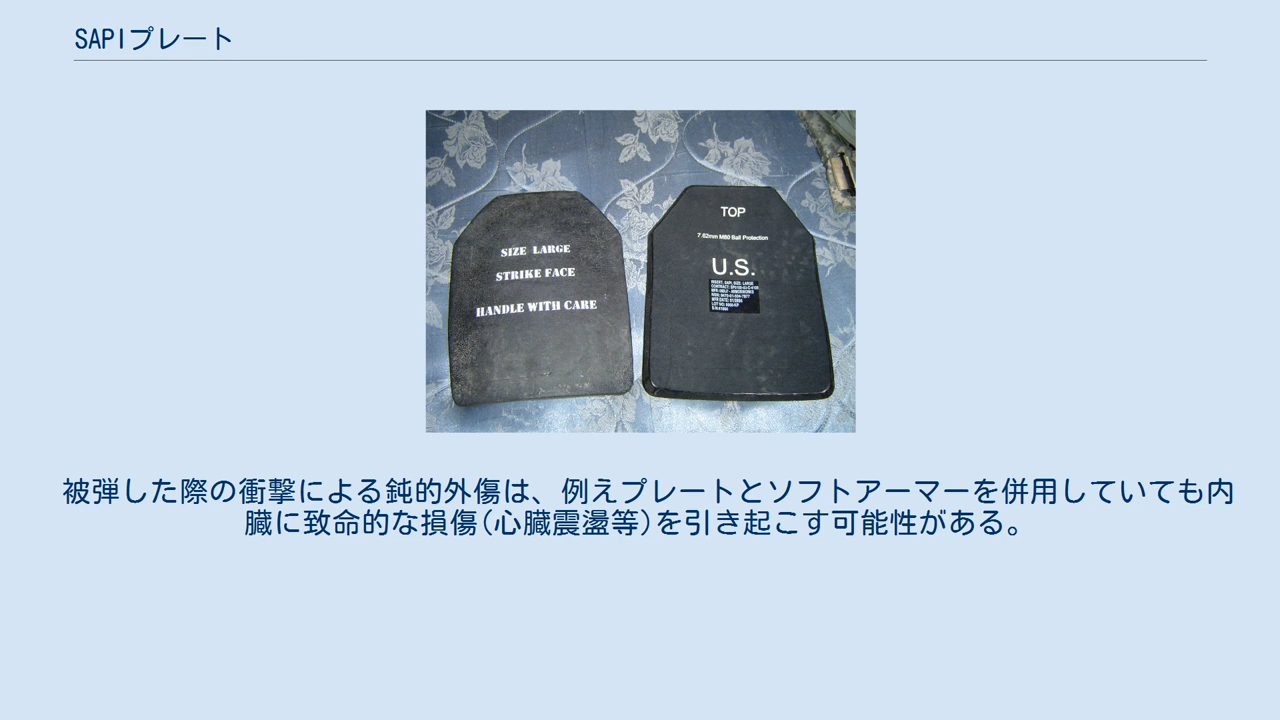 SAPIプレート
SIZE LARGE
STRIKE FACE
HANDLE WITH CARE
TOP
7.62mm M80 Ball Protection
U.S.
INSERT, SAPI, SIZE, LARGE
被弾した際の衝撃による鈍的外傷は、例えプレートとソフトアーマーを併用していても内
臓に致命的な損傷(心臓震盪等)を引き起こす可能性がある。